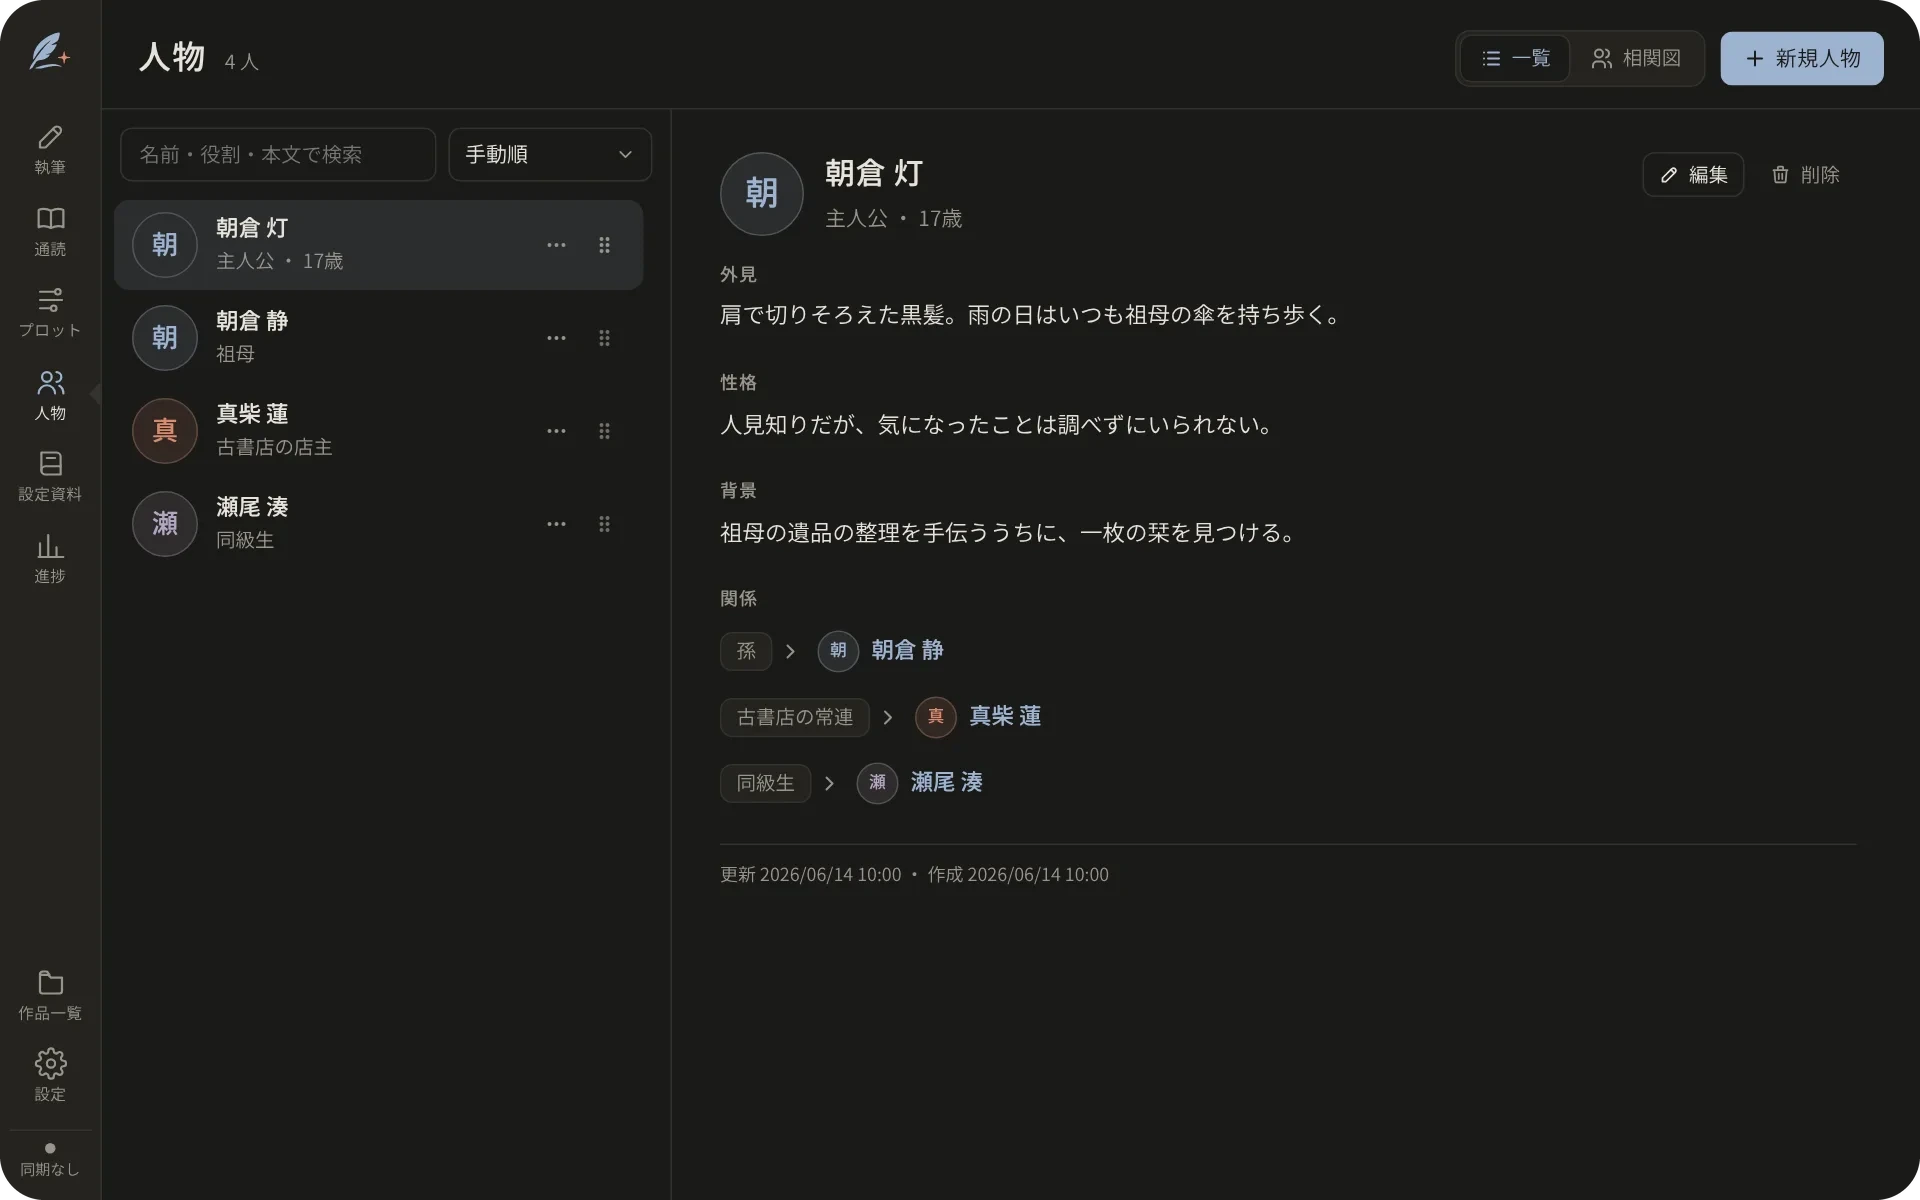 人物 4 人
一覧
相関図
新規人物
執筆
通読
プロット
人物
設定資料
進捗
作品一覧
設定
同期なし
名前・役割・本文で検索
手動順
朝
朝倉 灯
主人公 ・ 17歳
朝
朝倉 静
祖母
真
真柴 蓮
古書店の店主
瀬
瀬尾 湊
同級生
朝
朝倉 灯
主人公 ・ 17歳
編集
削除
外見
肩で切りそろえた黒髪。雨の日はいつも祖母の傘を持ち歩く。
性格
人見知りだが、気になったことは調べずにいられない。
背景
祖母の遺品の整理を手伝ううちに、一枚の栞を見つける。
関係
孫 朝 朝倉 静
古書店の常連 真 真柴 蓮
同級生 瀬 瀬尾 湊
更新 2026/06/14 10:00 ・ 作成 2026/06/14 10:00